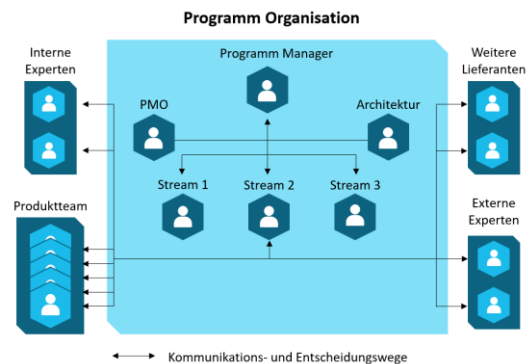 Programm Organisation
Interne
Experten
Programm Manager
Weitere
Lieferanten
PMO
Architektur
Stream 1
Stream 2
Stream 3
Produktteam
Externe
Experten
Kommunikations- und Entscheidungswege